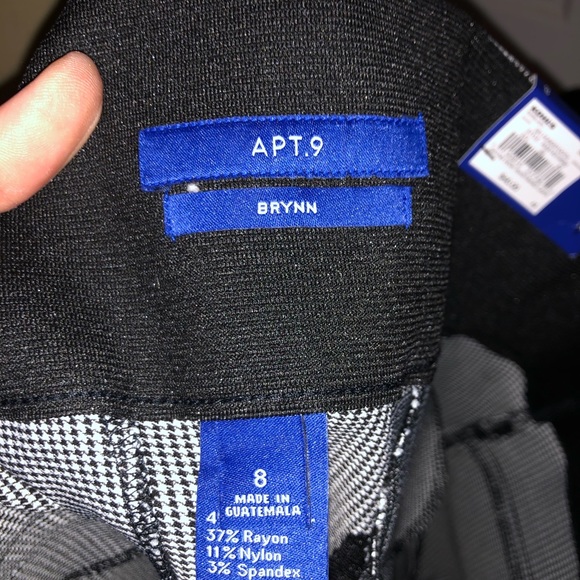 APT.9
BRYNN
8
MADE IN
GUATEMALA
4
37% Rayon
11% Nylon
3% Spandex